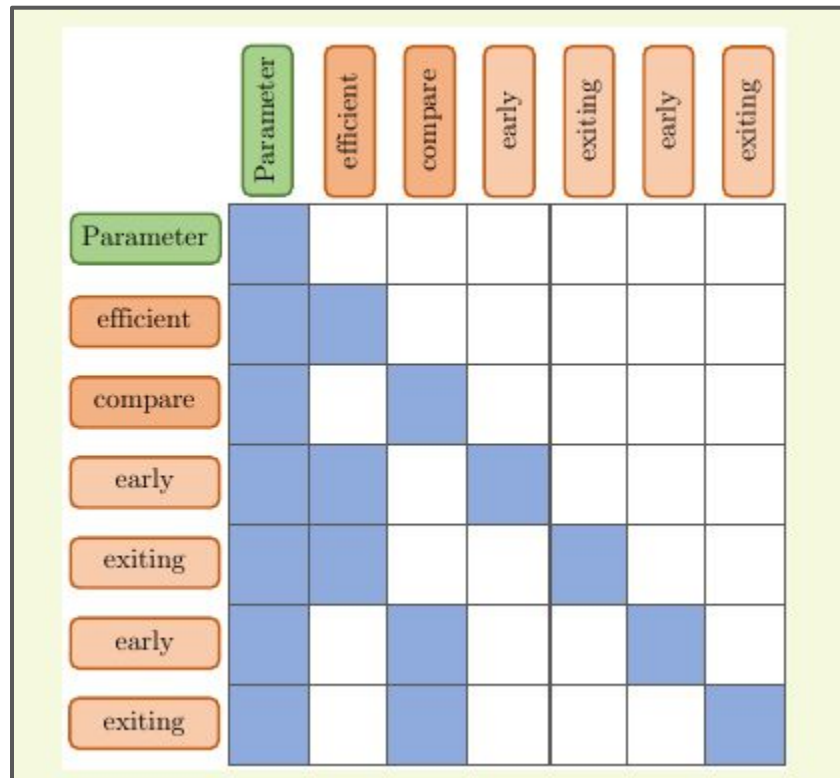 Parameter
efficient
compare
early
exiting
early
exiting
Parameter
efficient
compare
early
exiting
early
exiting